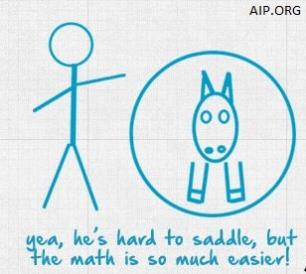 AIP.ORG
yea, he's hard to saddle, but
the math is so much easier!